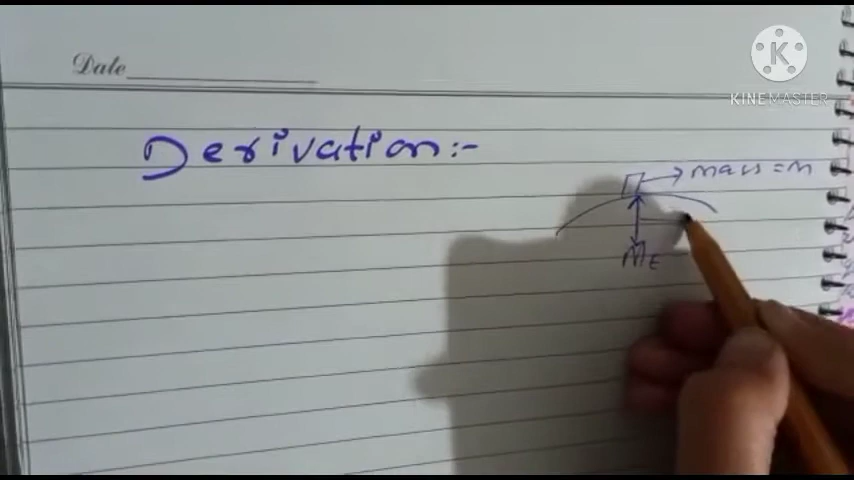 Date
KINEMASTER
Derivation:-
mass = m
ME